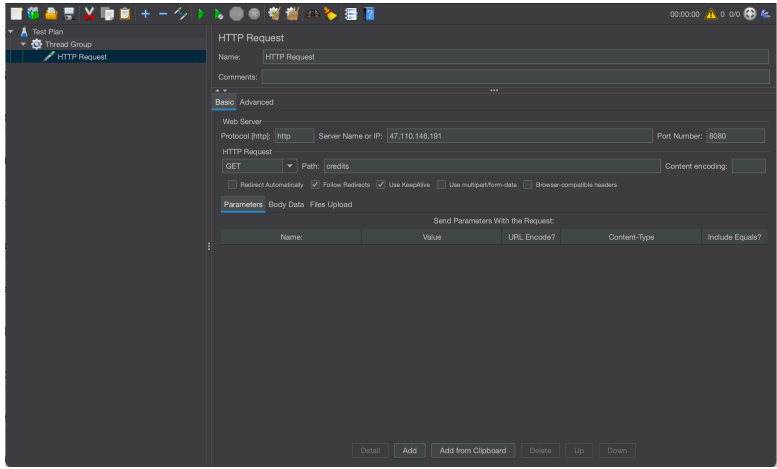 00:00:00 0 0/0
Test Plan
Thread Group
HTTP Request
HTTP Request
Name: HTTP Request
Comments:
Basic Advanced
Web Server
Protocol [http]: http Server Name or IP: 47.110.146.191 Port Number: 8080
HTTP Request
GET Path: credits Content encoding:
Redirect Automatically Follow Redirects Use KeepAlive Use multipart/form-data Browser-compatible headers
Parameters Body Data Files Upload
Send Parameters With the Request:
Name: Value URL Encode? Content-Type Include Equals?
Detail Add Add from Clipboard Delete Up Down